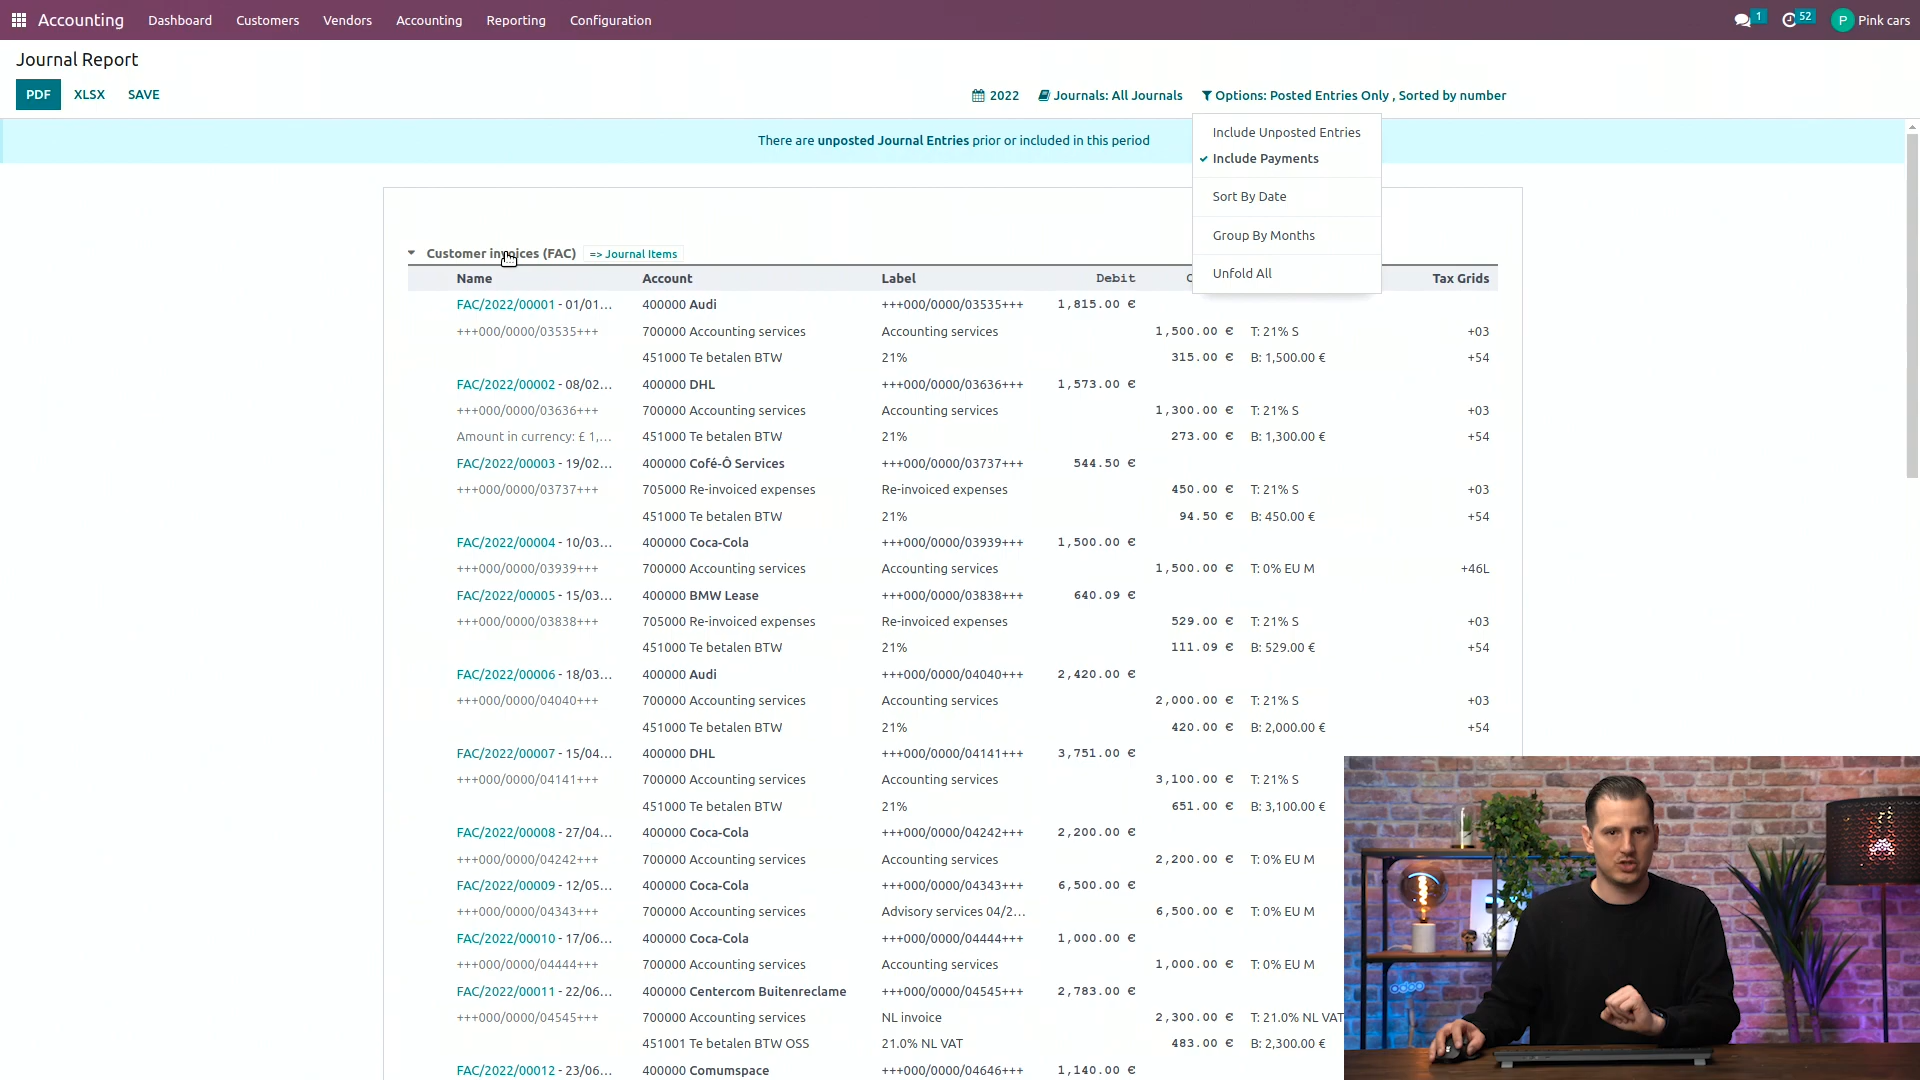 Accounting Dashboard Customers Vendors Accounting Reporting Configuration 1 52 P Pink cars
Journal Report
PDF XLSX SAVE 2022 Journals: All Journals Options: Posted Entries Only , Sorted by number
Include Unposted Entries
There are unposted Journal Entries prior or included in this period
Include Payments
Sort By Date
Group By Months
Unfold All
Customer invoices (FAC) => Journal Items
Name Account Label Debit C Tax Grids
FAC/2022/00001 - 01/01... 400000 Audi +++000/0000/03535+++ 1,815.00 €
+++000/0000/03535+++ 700000 Accounting services Accounting services 1,500.00 € T: 21% S +03
451000 Te betalen BTW 21% 315.00 € B: 1,500.00 € +54
FAC/2022/00002 - 08/02... 400000 DHL +++000/0000/03636+++ 1,573.00 €
+++000/0000/03636+++ 700000 Accounting services Accounting services 1,300.00 € T: 21% S +03
Amount in currency: £ 1,... 451000 Te betalen BTW 21% 273.00 € B: 1,300.00 € +54
FAC/2022/00003 - 19/02... 400000 Cofé-Ô Services +++000/0000/03737+++ 544.50 €
+++000/0000/03737+++ 705000 Re-invoiced expenses Re-invoiced expenses 450.00 € T: 21% S +03
451000 Te betalen BTW 21% 94.50 € B: 450.00 € +54
FAC/2022/00004 - 10/03... 400000 Coca-Cola +++000/0000/03939+++ 1,500.00 €
+++000/0000/03939+++ 700000 Accounting services Accounting services 1,500.00 € T: 0% EU M +46L
FAC/2022/00005 - 15/03... 400000 BMW Lease +++000/0000/03838+++ 640.09 €
+++000/0000/03838+++ 705000 Re-invoiced expenses Re-invoiced expenses 529.00 € T: 21% S +03
451000 Te betalen BTW 21% 111.09 € B: 529.00 € +54
FAC/2022/00006 - 18/03... 400000 Audi +++000/0000/04040+++ 2,420.00 €
+++000/0000/04040+++ 700000 Accounting services Accounting services 2,000.00 € T: 21% S +03
451000 Te betalen BTW 21% 420.00 € B: 2,000.00 € +54
FAC/2022/00007 - 15/04... 400000 DHL +++000/0000/04141+++ 3,751.00 €
+++000/0000/04141+++ 700000 Accounting services Accounting services 3,100.00 € T: 21% S
451000 Te betalen BTW 21% 651.00 € B: 3,100.00 €
FAC/2022/00008 - 27/04... 400000 Coca-Cola +++000/0000/04242+++ 2,200.00 €
+++000/0000/04242+++ 700000 Accounting services Accounting services 2,200.00 € T: 0% EU M
FAC/2022/00009 - 12/05... 400000 Coca-Cola +++000/0000/04343+++ 6,500.00 €
+++000/0000/04343+++ 700000 Accounting services Advisory services 04/2... 6,500.00 € T: 0% EU M
FAC/2022/00010 - 17/06... 400000 Coca-Cola +++000/0000/04444+++ 1,000.00 €
+++000/0000/04444+++ 700000 Accounting services Accounting services 1,000.00 € T: 0% EU M
odoo
FAC/2022/00011 - 22/06... 400000 Centercom Buitenreclame +++000/0000/04545+++ 2,783.00 €
+++000/0000/04545+++ 700000 Accounting services NL invoice 2,300.00 € T: 21.0% NL VAT
451001 Te betalen BTW OSS 21.0% NL VAT 483.00 € B: 2,300.00 €
FAC/2022/00012 - 23/06... 400000 Comumspace +++000/0000/04646+++ 1,140.00 €